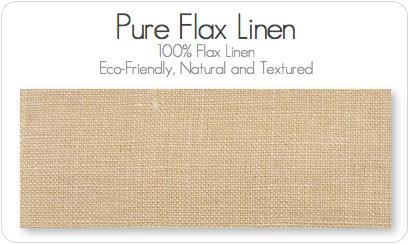 Pure Flax Linen
100% Flax Linen
Eco-Friendly, Natural and Textured